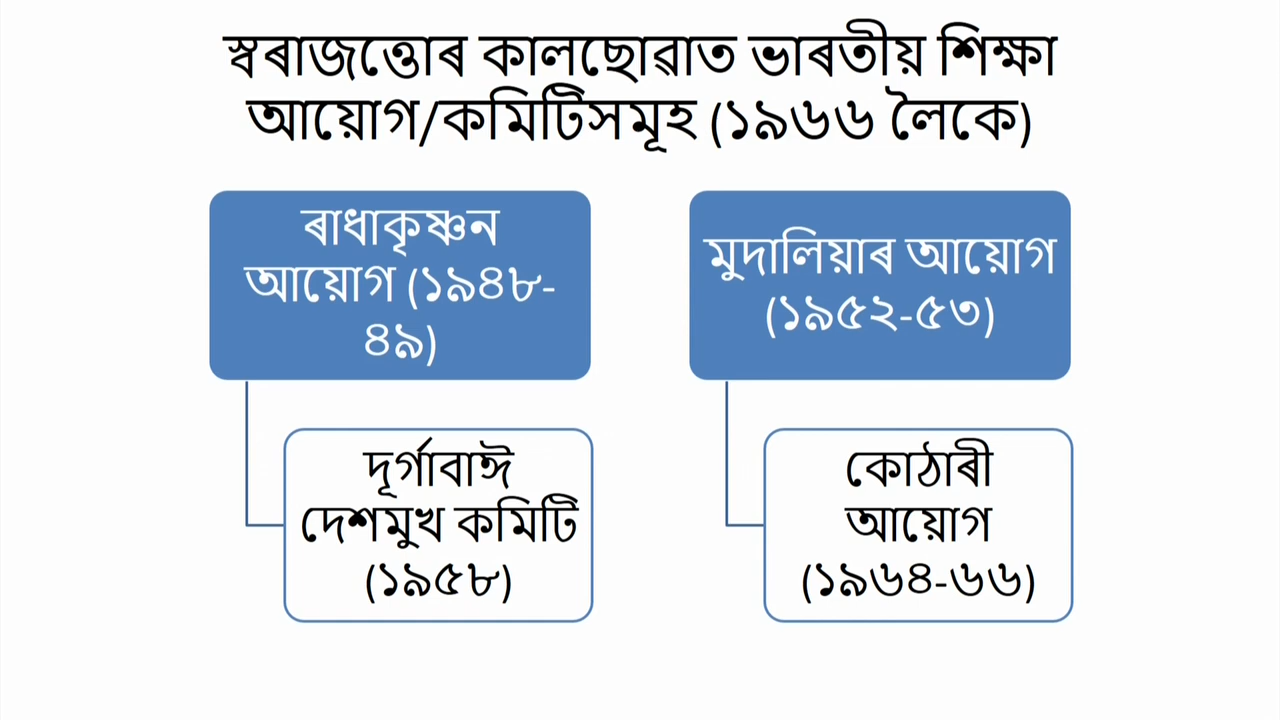 স্বৰাজত্তোৰ কালছোৱাত ভাৰতীয় শিক্ষা
আয়োগ/কমিটিসমূহ (১৯৬৬ লৈকে)
ৰাধাকৃষ্ণন
আয়োগ (১৯৪৮-
৪৯)
মুদালিয়াৰ আয়োগ
(১৯৫২-৫৩)
দূৰ্গাবাঈ
দেশমুখ কমিটি
(১৯৫৮)
কোঠাৰী
আয়োগ
(১৯৬৪-৬৬)